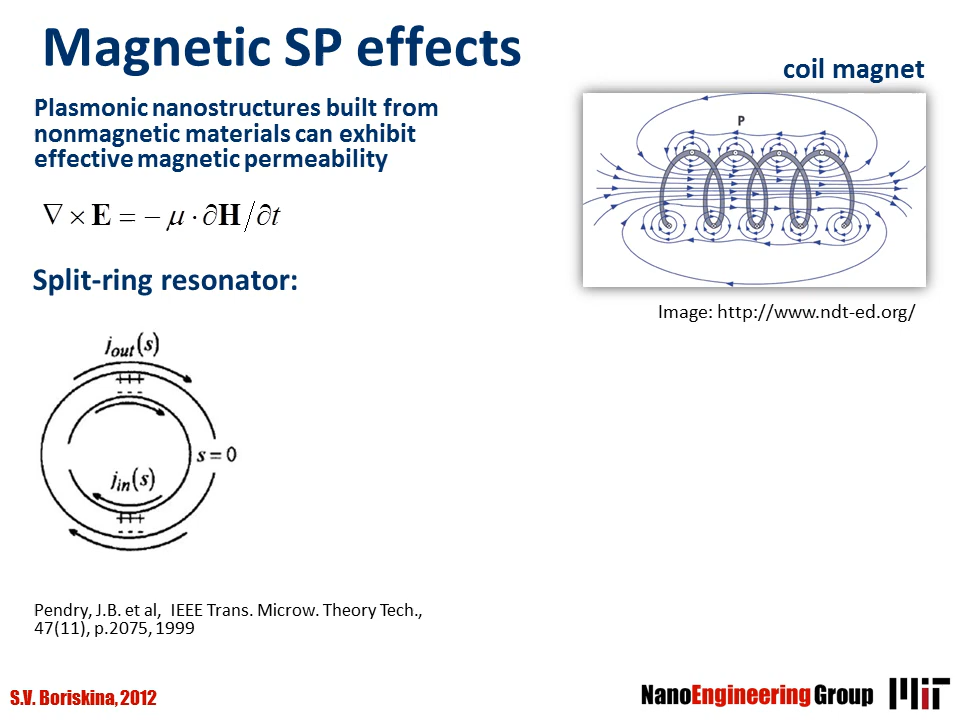 Magnetic SP effects
coil magnet
Plasmonic nanostructures built from
nonmagnetic materials can exhibit
effective magnetic permeability
P
∇ × E = − μ · ∂H/∂t
Split-ring resonator:
Image: http://www.ndt-ed.org/
j_out(s)
+++
- - -
s = 0
j_in(s)
+++
- - -
Pendry, J.B. et al, IEEE Trans. Microw. Theory Tech.,
47(11), p.2075, 1999
S.V. Boriskina, 2012
NanoEngineering Group MIT